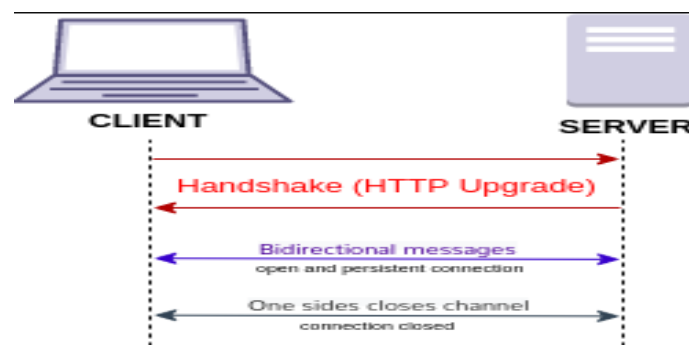 CLIENT
SERVER
Handshake (HTTP Upgrade)
Bidirectional messages
open and persistent connection
One sides closes channel
connection closed